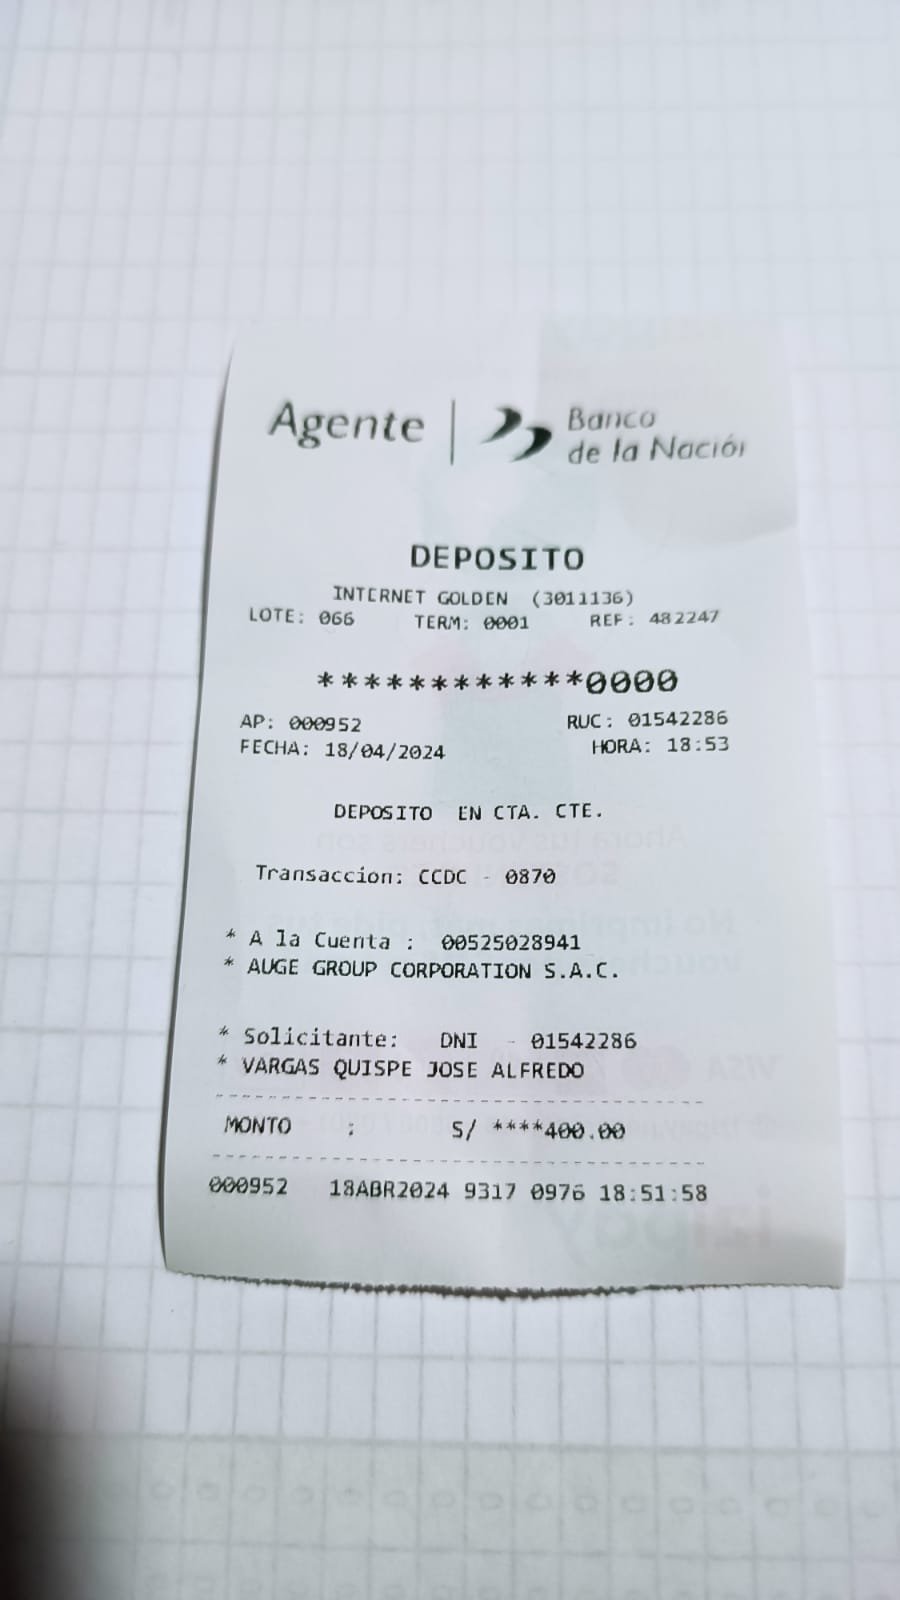 Agente | Banco
de la Nación
DEPOSITO
INTERNET GOLDEN (3011136)
LOTE: 066 TERM: 0001 REF: 482247
************0000
AP: 000952 RUC: 01542286
FECHA: 18/04/2024 HORA: 18:53
DEPOSITO EN CTA. CTE.
Transaccion: CCDC - 0870
* A la Cuenta : 00525028941
* AUGE GROUP CORPORATION S.A.C.
* Solicitante: DNI - 01542286
* VARGAS QUISPE JOSE ALFREDO
MONTO : S/ ****400.00
000952 18ABR2024 9317 0976 18:51:58